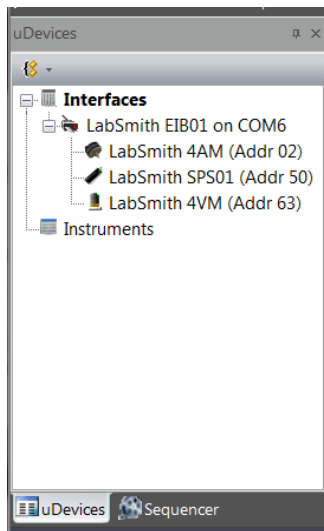 uDevices
Interfaces
LabSmith EIB01 on COM6
LabSmith 4AM (Addr 02)
LabSmith SPS01 (Addr 50)
LabSmith 4VM (Addr 63)
Instruments
uDevices Sequencer